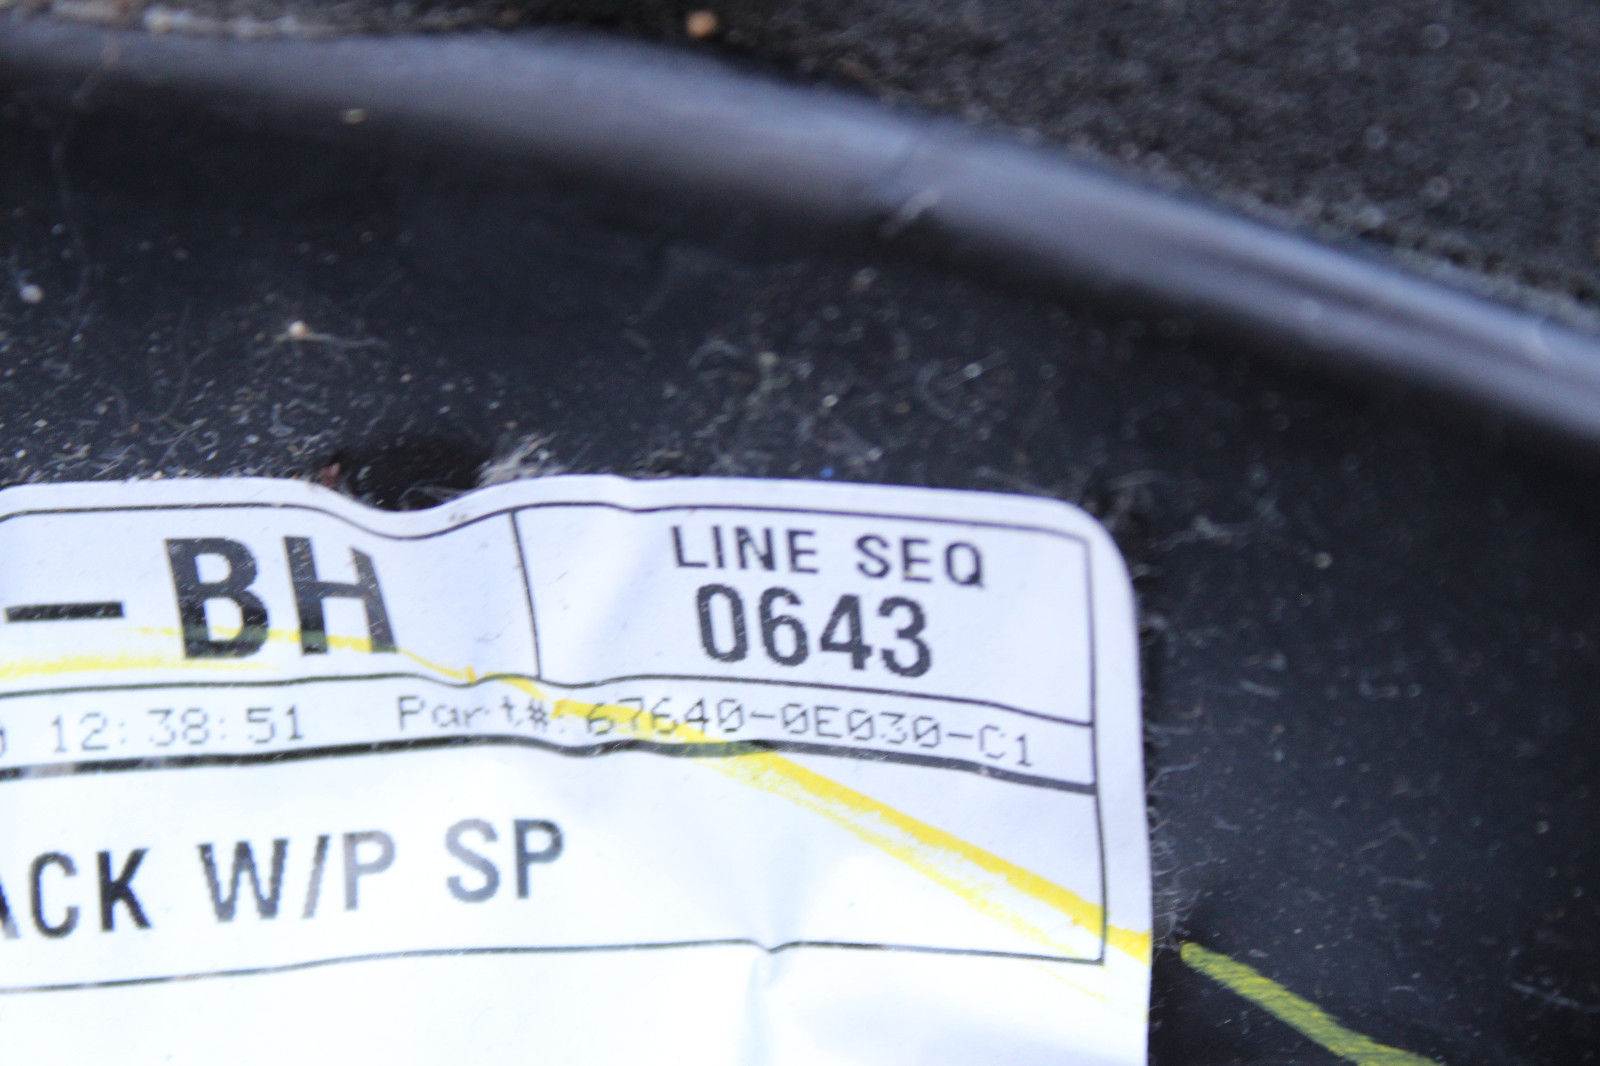 -BH
LINE SEQ
0643
12:38:51 Part#: 67640-0E030-C1
ACK W/P SP